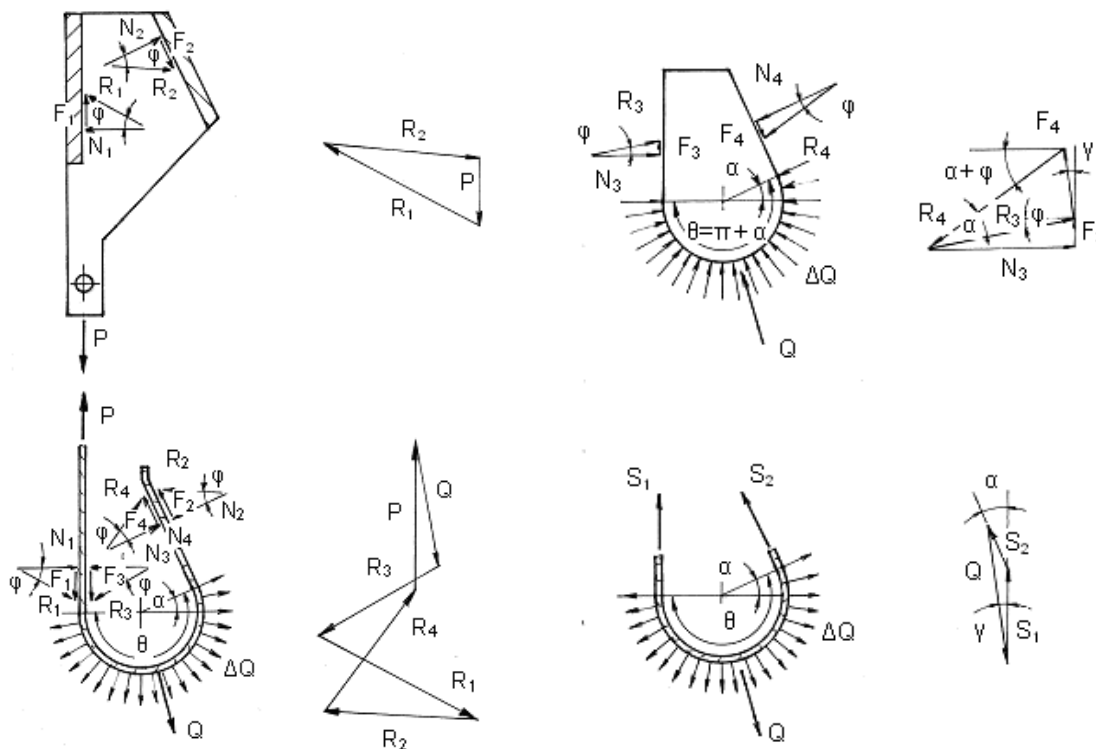 N₂
F₂
φ
R₂
R₁
F₁
φ
N₁
P
R₂
P
R₁
N₄
R₃
φ
φ
F₄
F₃
R₄
N₃
α
θ=π+α
ΔQ
Q
F₄
γ
α+φ
R₄
R₃
φ
α
F
N₃
P
R₂
φ
R₄
F₂
N₂
F₄
φ
N₄
N₁
N₃
φ
F₁
F₃
φ
α
R₁
R₃
θ
ΔQ
Q
Q
P
R₃
R₄
R₁
R₂
S₁
S₂
α
θ
ΔQ
Q
α
S₂
Q
γ
S₁